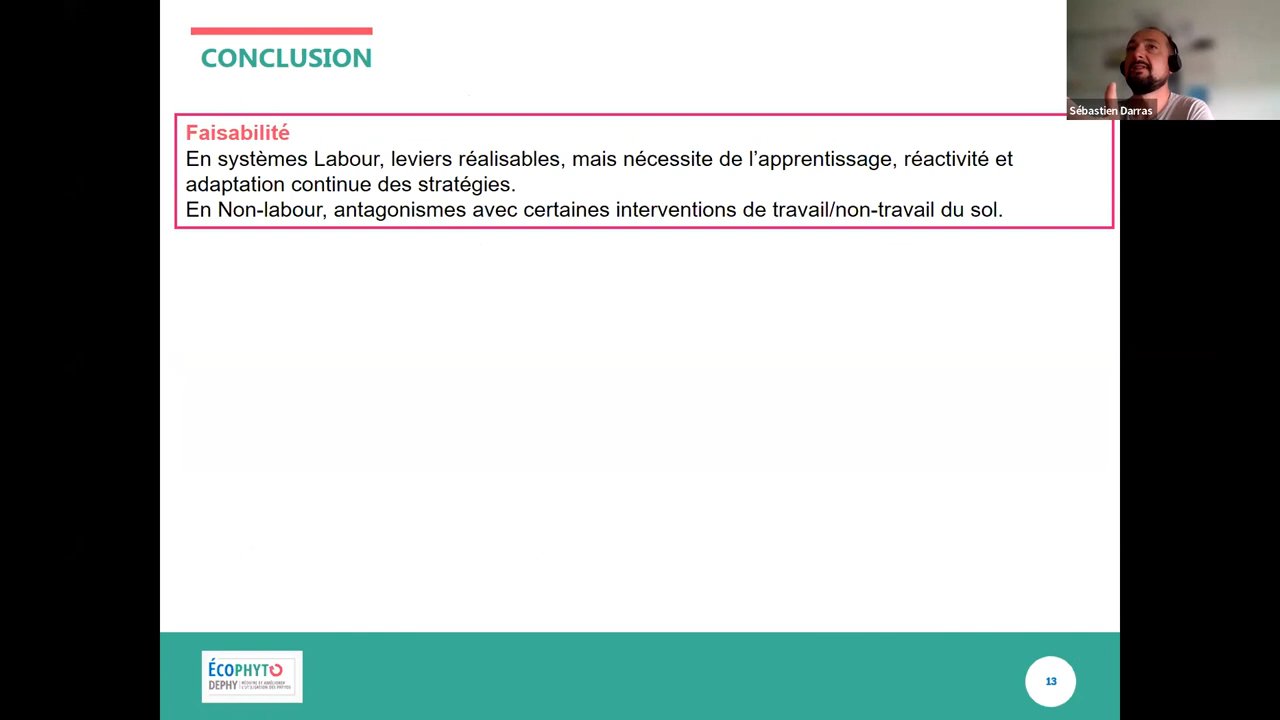 CONCLUSION
Sébastien Darras
Faisabilité
En systèmes Labour, leviers réalisables, mais nécessite de l’apprentissage, réactivité et
adaptation continue des stratégies.
En Non-labour, antagonismes avec certaines interventions de travail/non-travail du sol.
ÉCOPHYTO
DEPHY
13